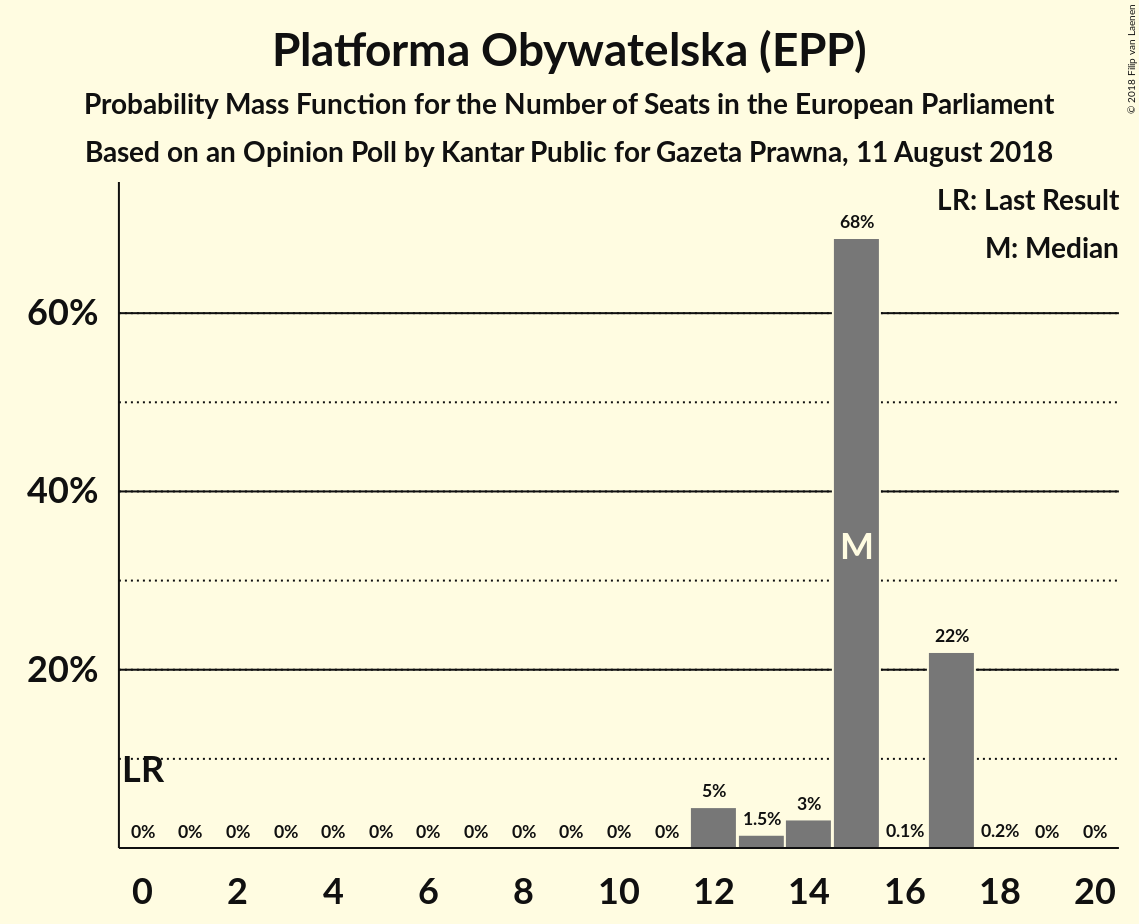 Platforma Obywatelska (EPP)
Probability Mass Function for the Number of Seats in the European Parliament
Based on an Opinion Poll by Kantar Public for Gazeta Prawna, 11 August 2018
© 2018 Filip van Laenen
LR: Last Result
M: Median
68%
60%
40%
M
22%
20%
LR
0% 0% 0% 0% 0% 0% 0% 0% 0% 0% 0% 0% 5% 1.5% 3% 0.1% 0.2% 0% 0%
0 2 4 6 8 10 12 14 16 18 20